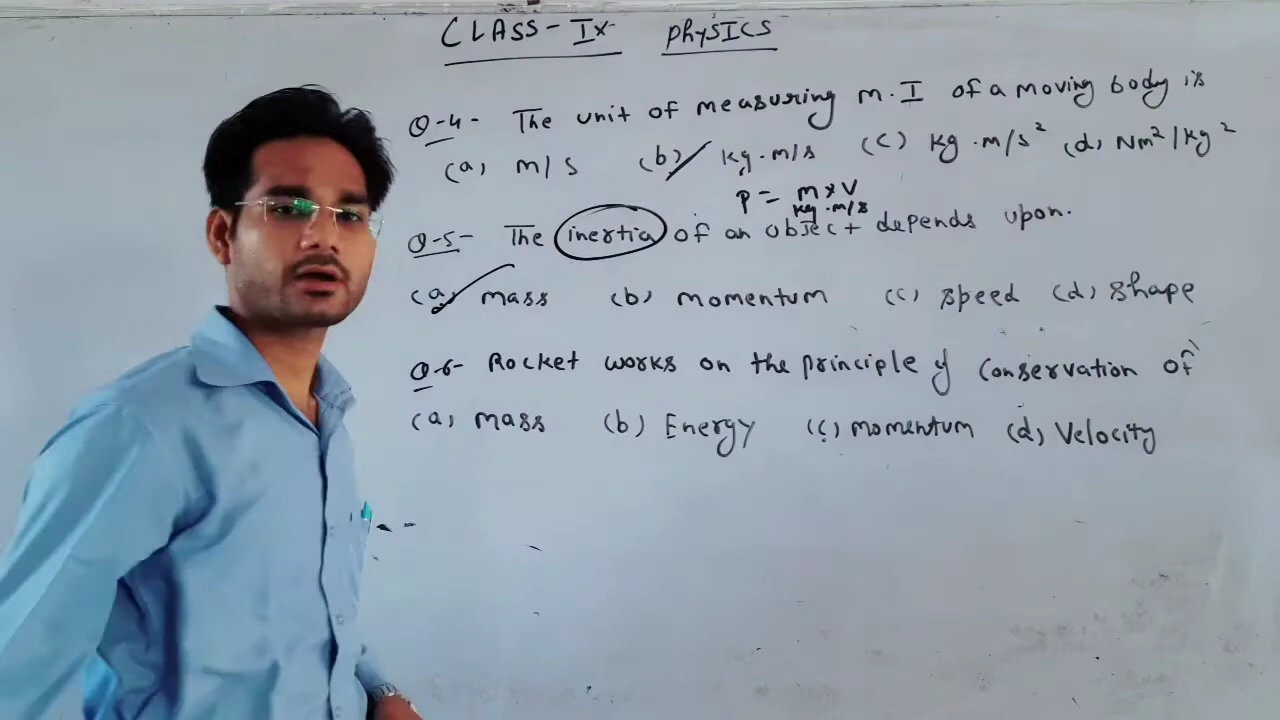 CLASS-IX PHYSICS
Q-4- The unit of measuring m.I of a moving body is
(a) m/s (b) kg.m/s (c) kg.m/s² (d) Nm²/kg²
P = m×v
kg.m/s
Q-5- The inertia of an object depends upon.
(a) mass (b) momentum (c) speed (d) shape
Q-6- Rocket works on the principle of conservation of
(a) mass (b) Energy (c) momentum (d) Velocity